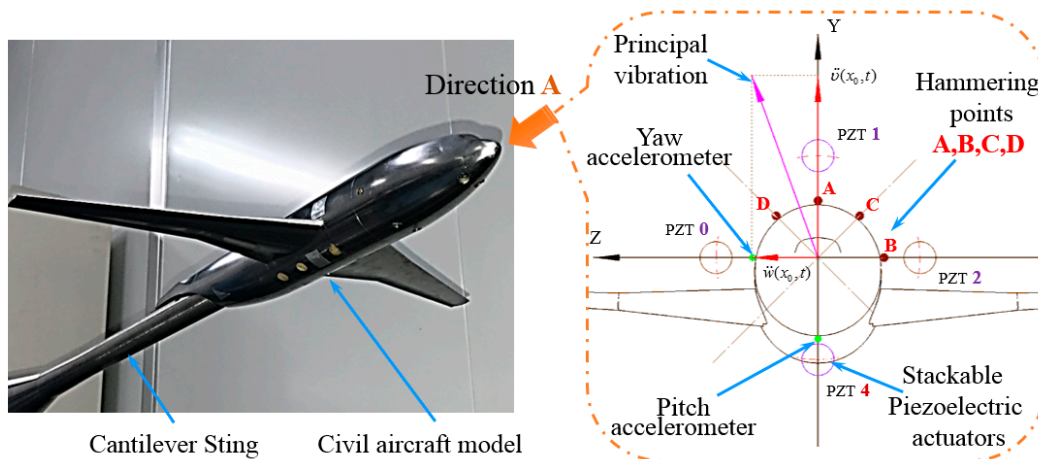 Direction A
Cantilever Sting
Civil aircraft model
Principal
vibration
Y
v̈(x₀,t)
Hammering
points
A,B,C,D
PZT 1
Yaw
accelerometer
A
D
C
PZT 0
Z
B
ẅ(x₀,t)
PZT 2
PZT 4
Pitch
accelerometer
Stackable
Piezoelectric
actuators